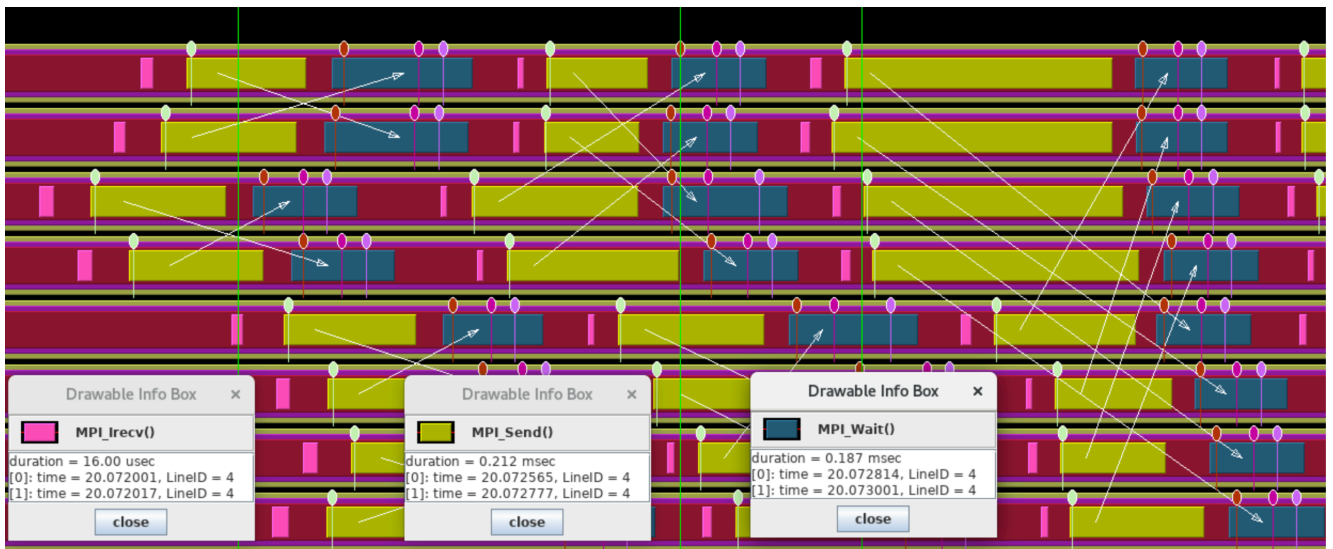 Drawable Info Box
MPI_Irecv()
duration = 16.00 usec
[0]: time = 20.072001, LineID = 4
[1]: time = 20.072017, LineID = 4
close
Drawable Info Box
MPI_Send()
duration = 0.212 msec
[0]: time = 20.072565, LineID = 4
[1]: time = 20.072777, LineID = 4
close
Drawable Info Box
MPI_Wait()
duration = 0.187 msec
[0]: time = 20.072814, LineID = 4
[1]: time = 20.073001, LineID = 4
close